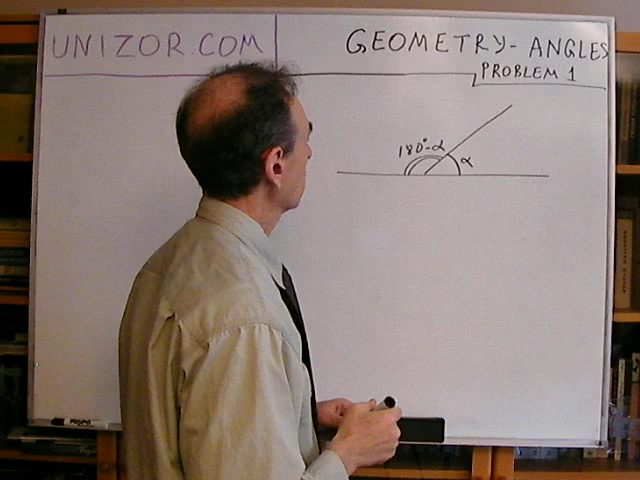 UNIZOR.COM
GEOMETRY-ANGLES
PROBLEM 1
180°-α
α